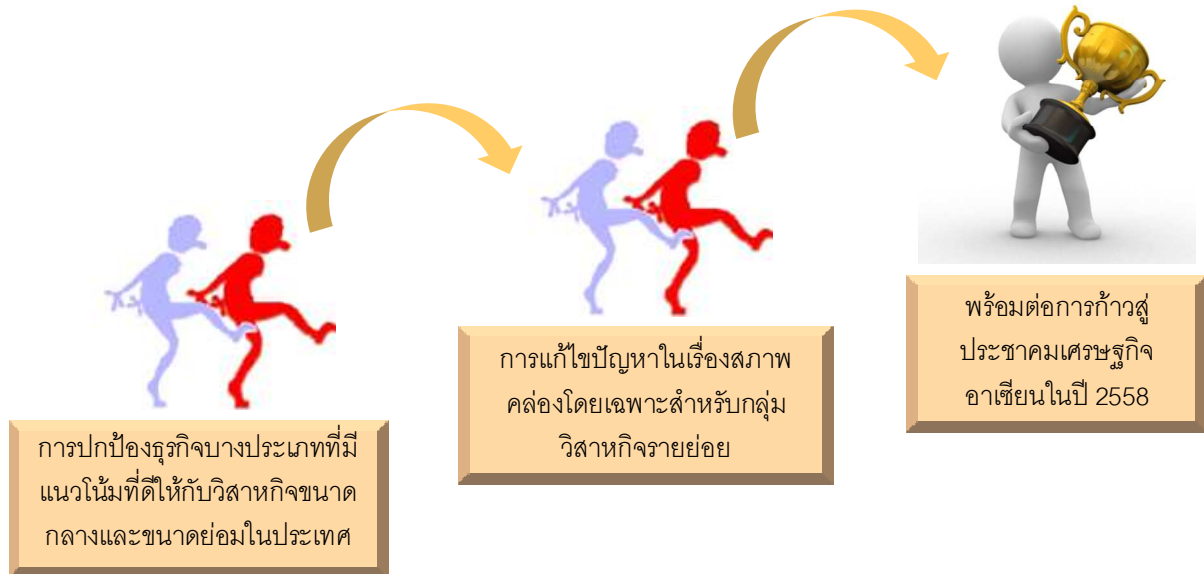 การปกป้องธุรกิจบางประเภทที่มี
แนวโน้มที่ดีให้กับวิสาหกิจขนาด
กลางและขนาดย่อมในประเทศ
การแก้ไขปัญหาในเรื่องสภาพ
คล่องโดยเฉพาะสำหรับกลุ่ม
วิสาหกิจรายย่อย
พร้อมต่อการก้าวสู่
ประชาคมเศรษฐกิจ
อาเซียนในปี 2558